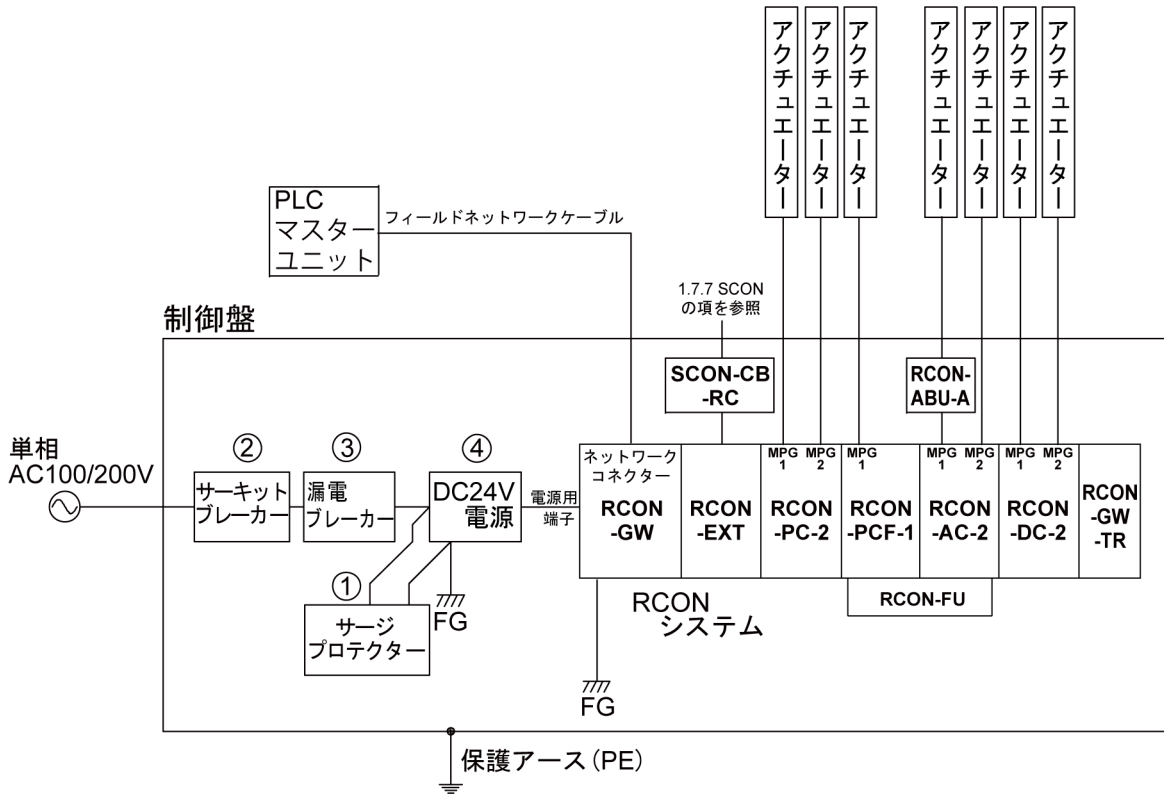 アクチュエーター
アクチュエーター
アクチュエーター
アクチュエーター
アクチュエーター
アクチュエーター
アクチュエーター
PLC
マスター
ユニット
フィールドネットワークケーブル
1.7.7 SCON
の項を参照
制御盤
SCON-CB
-RC
RCON-
ABU-A
単相
AC100/200V
②
サーキット
ブレーカー
③
漏電
ブレーカー
④
DC24V
電源
電源用
端子
①
サージ
プロテクター
FG
ネットワーク
コネクター
RCON
-GW
RCON
-EXT
MPG
1
MPG
2
RCON
-PC-2
MPG
1
RCON
-PCF-1
MPG
1
MPG
2
RCON
-AC-2
MPG
1
MPG
2
RCON
-DC-2
RCON
-GW
-TR
RCON-FU
RCON
システム
FG
保護アース(PE)